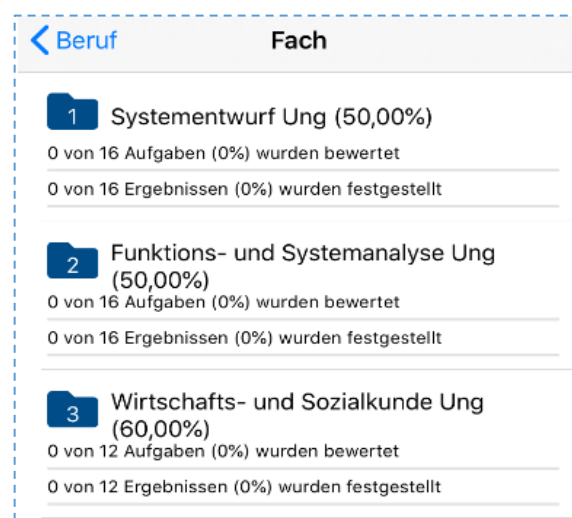 Beruf Fach
1 Systementwurf Ung (50,00%)
0 von 16 Aufgaben (0%) wurden bewertet
0 von 16 Ergebnissen (0%) wurden festgestellt
2 Funktions- und Systemanalyse Ung
(50,00%)
0 von 16 Aufgaben (0%) wurden bewertet
0 von 16 Ergebnissen (0%) wurden festgestellt
3 Wirtschafts- und Sozialkunde Ung
(60,00%)
0 von 12 Aufgaben (0%) wurden bewertet
0 von 12 Ergebnissen (0%) wurden festgestellt